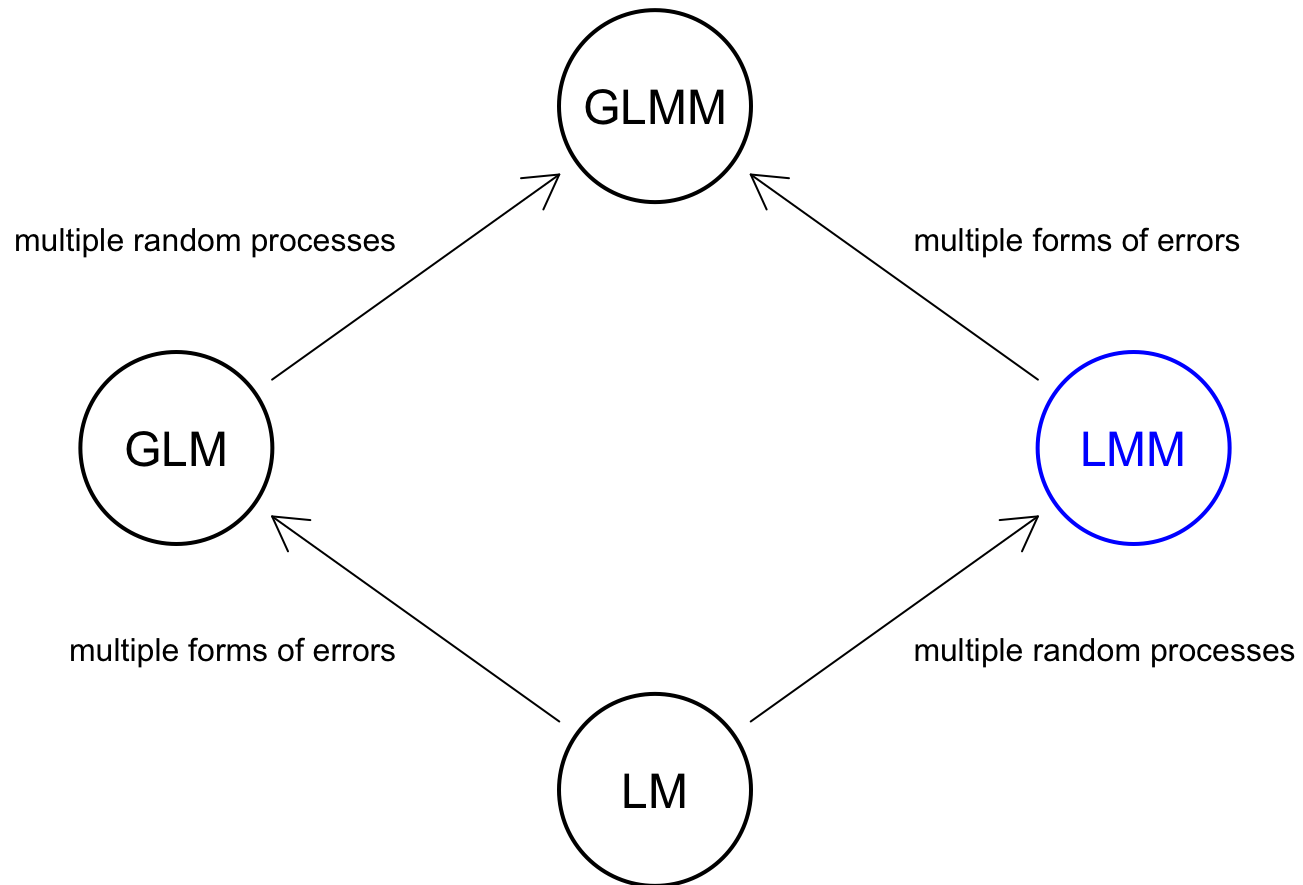 GLMM
multiple random processes
multiple forms of errors
GLM
LMM
multiple forms of errors
multiple random processes
LM